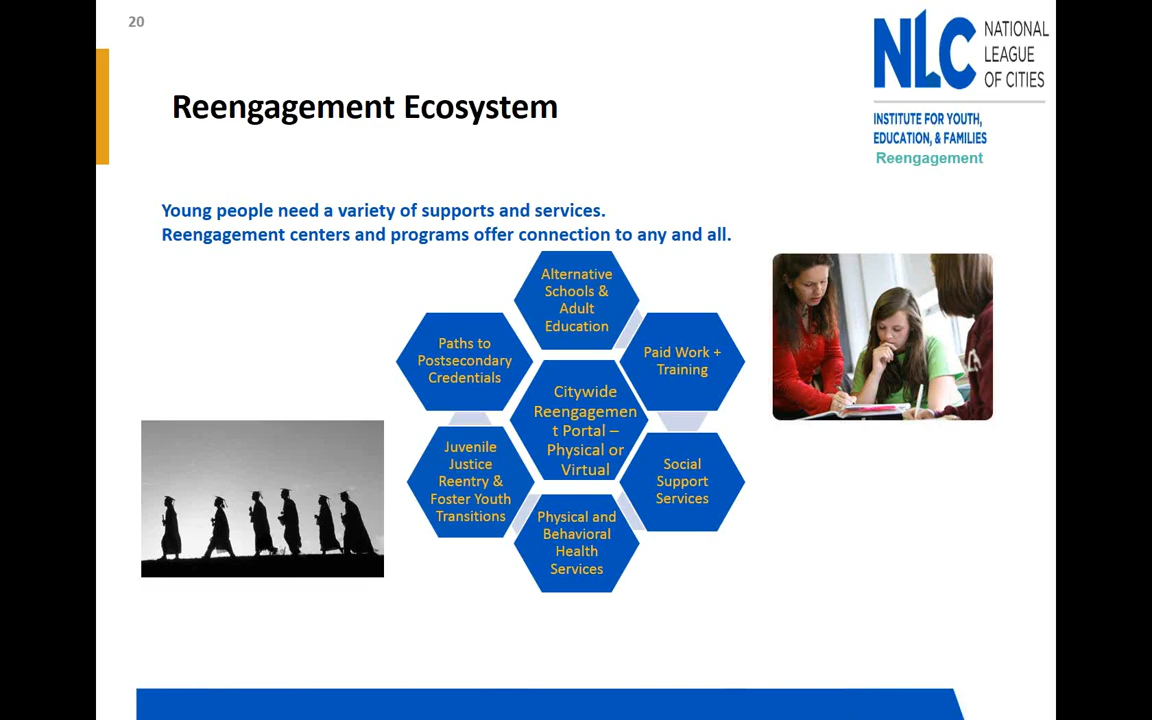 20
NLC
NATIONAL
LEAGUE
OF CITIES
INSTITUTE FOR YOUTH,
EDUCATION, & FAMILIES
Reengagement
Reengagement Ecosystem
Young people need a variety of supports and services.
Reengagement centers and programs offer connection to any and all.
Alternative
Schools &
Adult
Education
Paid Work +
Training
Social
Support
Services
Physical and
Behavioral
Health
Services
Juvenile
Justice
Reentry &
Foster Youth
Transitions
Paths to
Postsecondary
Credentials
Citywide
Reengagemen
t Portal –
Physical or
Virtual